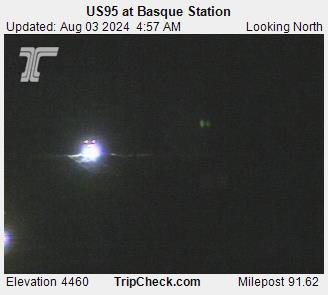 US95 at Basque Station
Updated: Aug 03 2024 4:57 AM Looking North
Elevation 4460 TripCheck.com Milepost 91.62